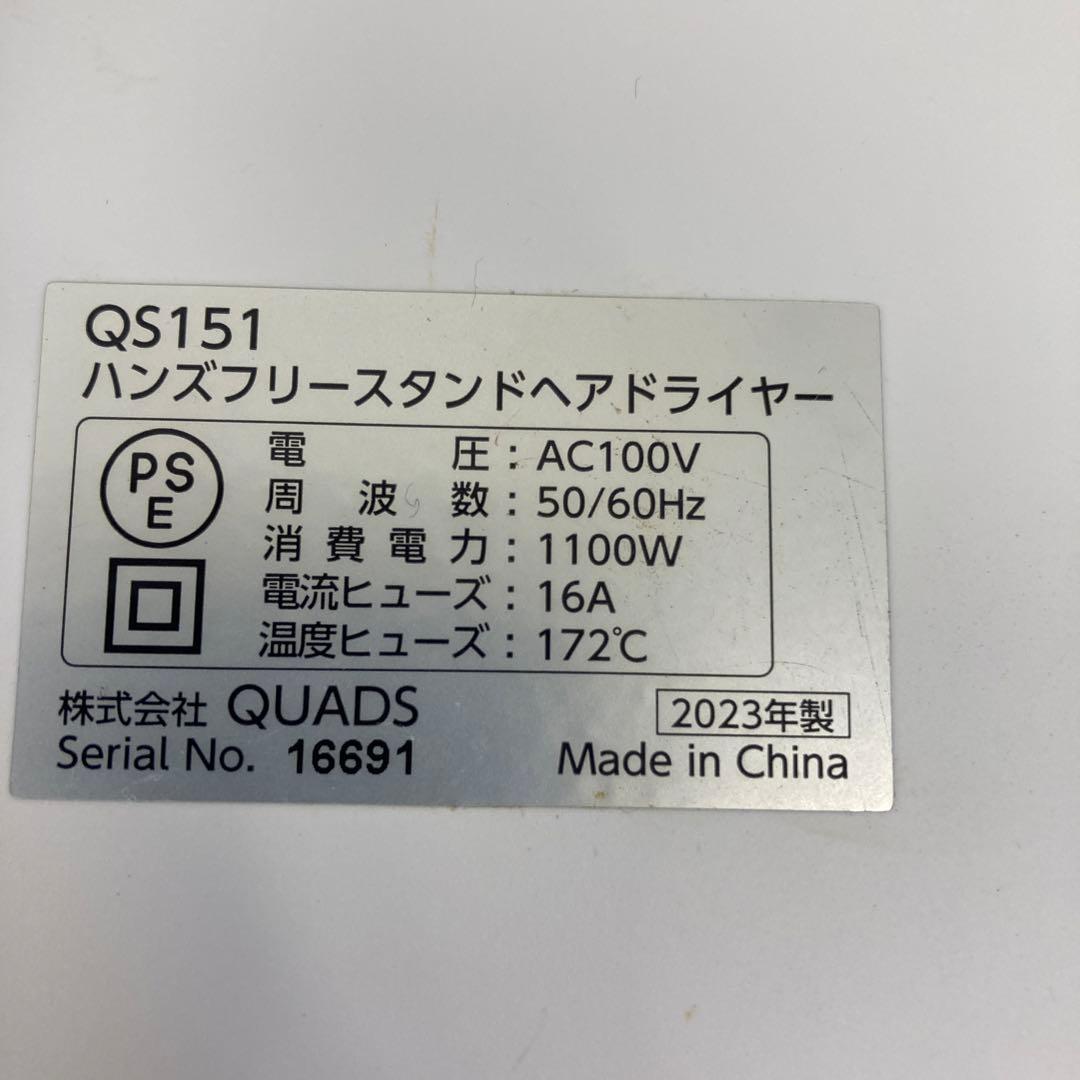 QS151
ハンズフリースタンドヘアドライヤー
PS
E
電圧：AC100V
周波数：50/60Hz
消費電力：1100W
電流ヒューズ：16A
温度ヒューズ：172℃
株式会社 QUADS
2023年製
Serial No. 16691
Made in China